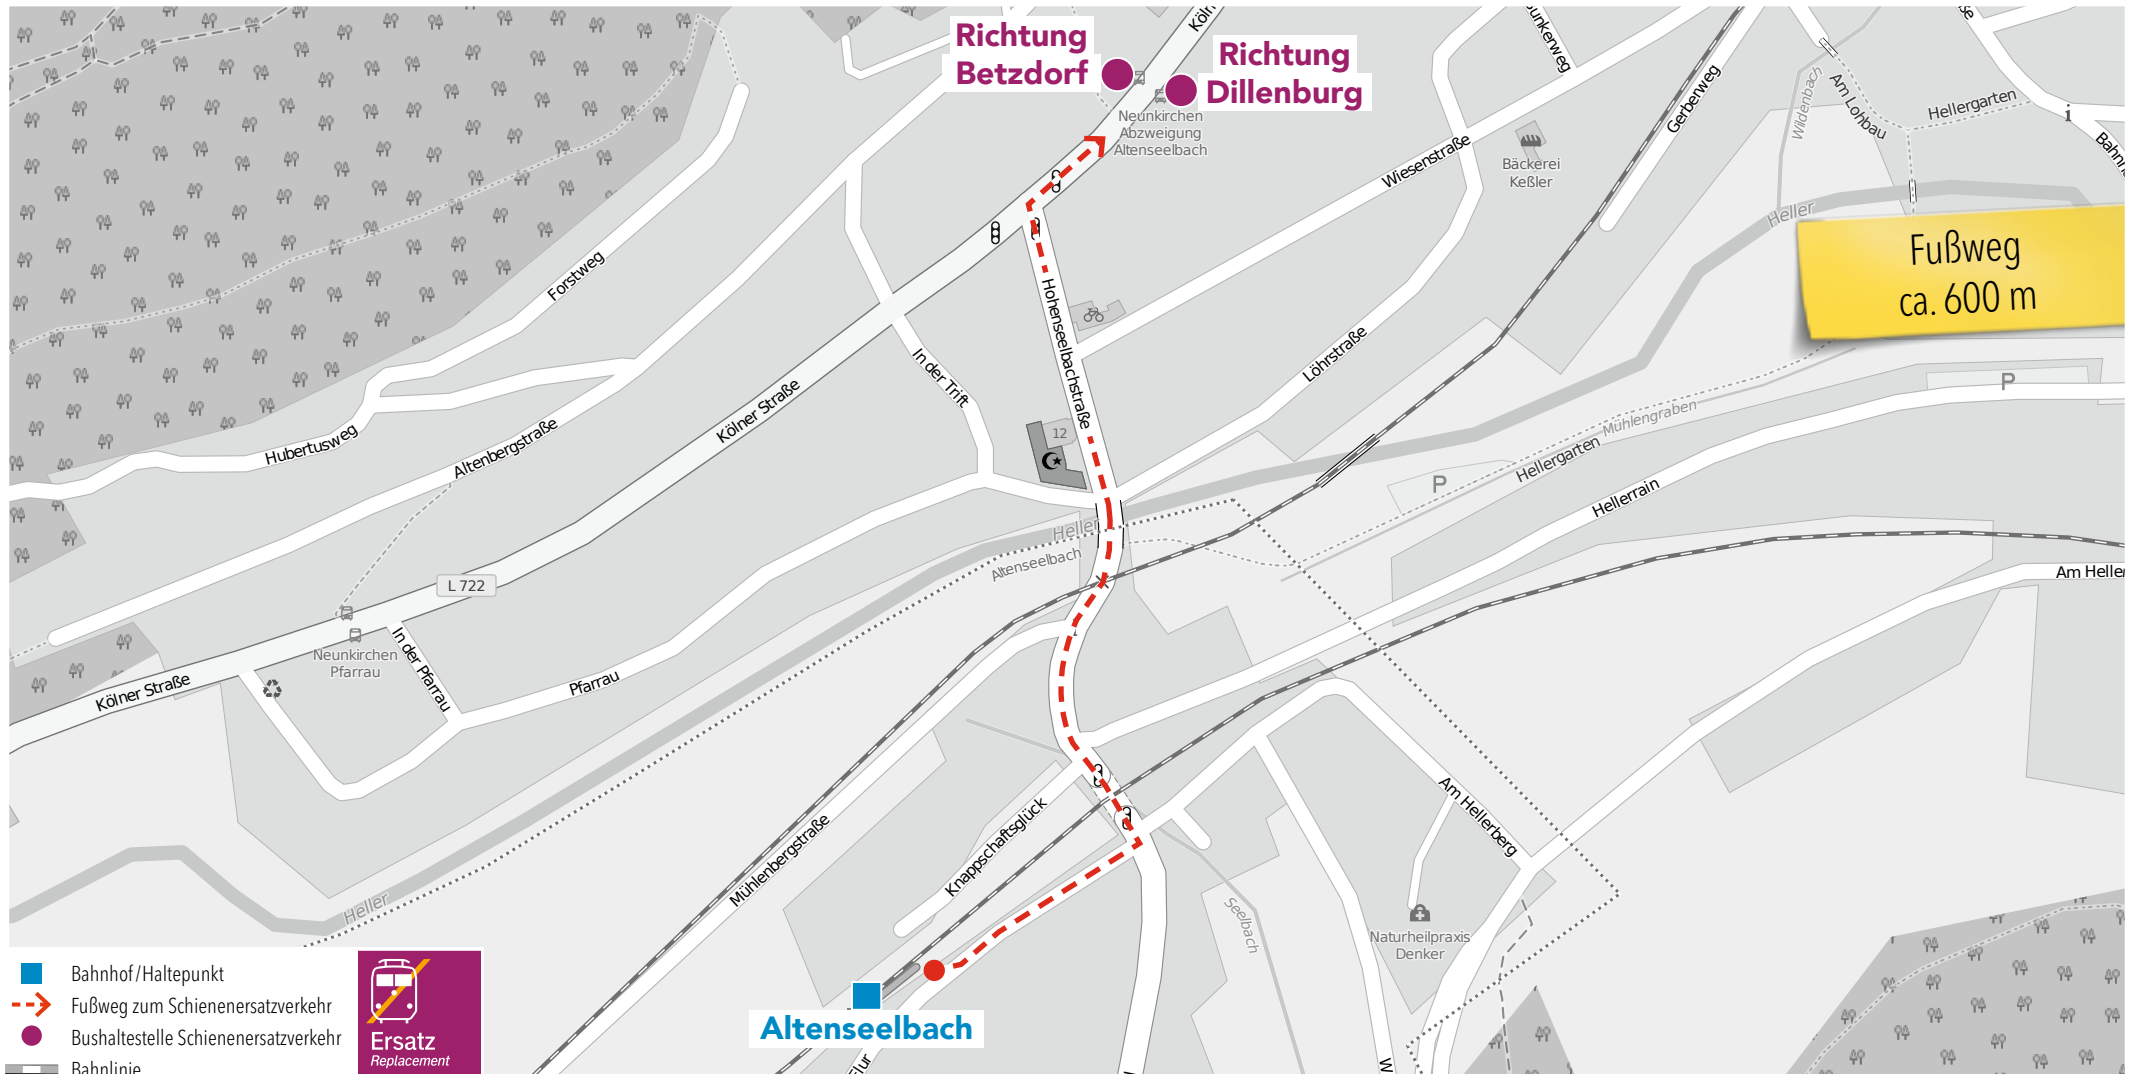 Richtung
Betzdorf
Richtung
Dillenburg
Neunkirchen
Abzweigung
Altenseelbach
Wiesenstraße
Bäckerei
Keßler
Gerberweg
Wildenbach
Am Lohbau
Hellergarten
i
Heller
Fußweg
ca. 600 m
Forstweg
Hohenseelbachstraße
In der Trift
Löhrstraße
Kölner Straße
Hubertusweg
Altenbergstraße
12
P
Mühlengraben
Hellergarten
P
Hellerrain
Heller
Altenseelbach
L 722
Am Helle
Neunkirchen
Pfarrau
In der Pfarrau
Pfarrau
Kölner Straße
Am Hellerberg
Knappschaftsglück
Mühlenbergstraße
Heller
Seelbach
Naturheilpraxis
Denker
Altenseelbach
Bahnhof/Haltepunkt
Fußweg zum Schienenersatzverkehr
Bushaltestelle Schienenersatzverkehr
Bahnlinie
Ersatz
Replacement